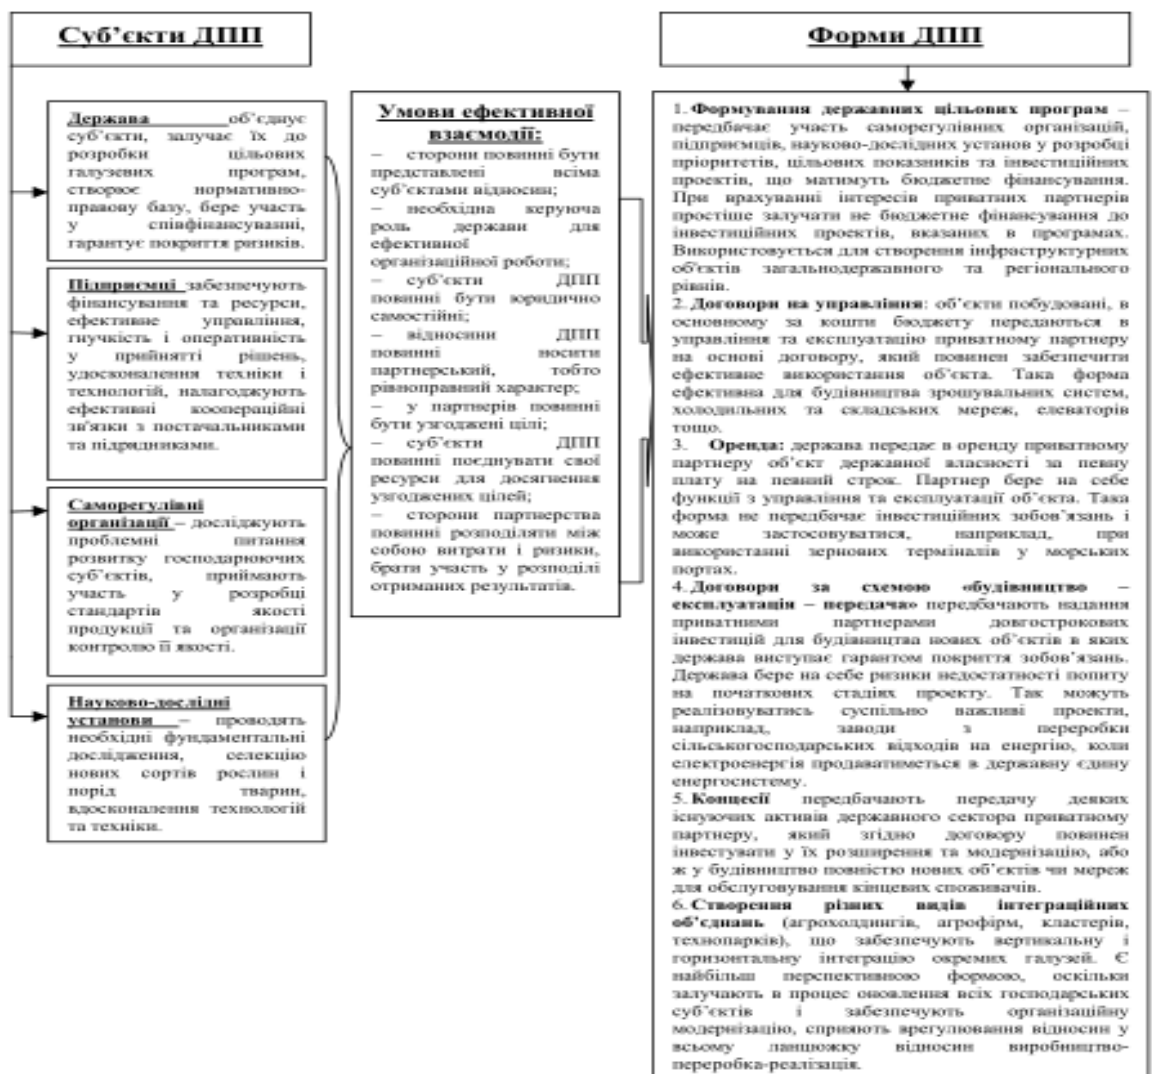 Суб’єкти ДПП
Держава об’єднує
суб’єкти, залучає їх до
розробки цільових
галузевих програм,
створює нормативно-
правову базу, бере участь
у співфінансуванні,
гарантує покриття ризиків.
Підприємці забезпечують
фінансування та ресурси,
ефективне управління,
гнучкість і оперативність
у прийнятті рішень,
удосконалення техніки і
технологій, налагоджують
ефективні коопераційні
зв'язки з постачальниками
та підрядниками.
Саморегулівні
організації – досліджують
проблемні питання
розвитку господарюючих
суб’єктів, приймають
участь у розробці
стандартів якості
продукції та організації
контролю її якості.
Науково-дослідні
установи – проводять
необхідні фундаментальні
дослідження, селекцію
нових сортів рослин і
порід тварин,
вдосконалення технологій
та техніки.
Умови ефективної
взаємодії:
– сторони повинні бути
представлені всіма
суб’єктами відносин;
– необхідна керуюча
роль держави для
ефективної
організаційної роботи;
– суб’єкти ДПП
повинні бути юридично
самостійні;
– відносини ДПП
повинні носити
партнерський, тобто
рівноправний характер;
– у партнерів повинні
бути узгоджені цілі;
– суб’єкти ДПП
повинні поєднувати свої
ресурси для досягнення
узгоджених цілей;
– сторони партнерства
повинні розподіляти між
собою витрати і ризики,
брати участь у розподілі
отриманих результатів.
Форми ДПП
1. Формування державних цільових програм –
передбачає участь саморегулівних організацій,
підприємців, науково-дослідних установ у розробці
пріоритетів, цільових показників та інвестиційних
проектів, що матимуть бюджетне фінансування.
При врахуванні інтересів приватних партнерів
простіше залучати не бюджетне фінансування до
інвестиційних проектів, вказаних в програмах.
Використовується для створення інфраструктурних
об'єктів загальнодержавного та регіонального
рівнів.
2. Договори на управління: об’єкти побудовані, в
основному за кошти бюджету передаються в
управління та експлуатацію приватному партнеру
на основі договору, який повинен забезпечити
ефективне використання об’єкта. Така форма
ефективна для будівництва зрошувальних систем,
холодильних та складських мереж, елеваторів
тощо.
3. Оренда: держава передає в оренду приватному
партнеру об’єкт державної власності за певну
плату на певний строк. Партнер бере на себе
функції з управління та експлуатації об’єкта. Така
форма не передбачає інвестиційних зобов’язань і
може застосовуватися, наприклад, при
використанні зернових терміналів у морських
портах.
4. Договори за схемою «будівництво –
експлуатація – передача» передбачають надання
приватними партнерами довгострокових
інвестицій для будівництва нових об’єктів в яких
держава виступає гарантом покриття зобов’язань.
Держава бере на себе ризики недостатності попиту
на початкових стадіях проекту. Так можуть
реалізовуватись суспільно важливі проекти,
наприклад, заводи з переробки
сільськогосподарських відходів на енергію, коли
електроенергія продаватиметься в державну єдину
енергосистему.
5. Концесії передбачають передачу деяких
існуючих активів державного сектора приватному
партнеру, який згідно договору повинен
інвестувати у їх розширення та модернізацію, або
ж у будівництво повністю нових об’єктів чи мереж
для обслуговування кінцевих споживачів.
6. Створення різних видів інтеграційних
об’єднань (агрохолдингів, агрофірм, кластерів,
технопарків), що забезпечують вертикальну і
горизонтальну інтеграцію окремих галузей. Є
найбільш перспективною формою, оскільки
залучають в процес оновлення всіх господарських
суб’єктів і забезпечують організаційну
модернізацію, сприяють врегулювання відносин у
всьому ланцюжку відносин виробництво-
переробка-реалізація.